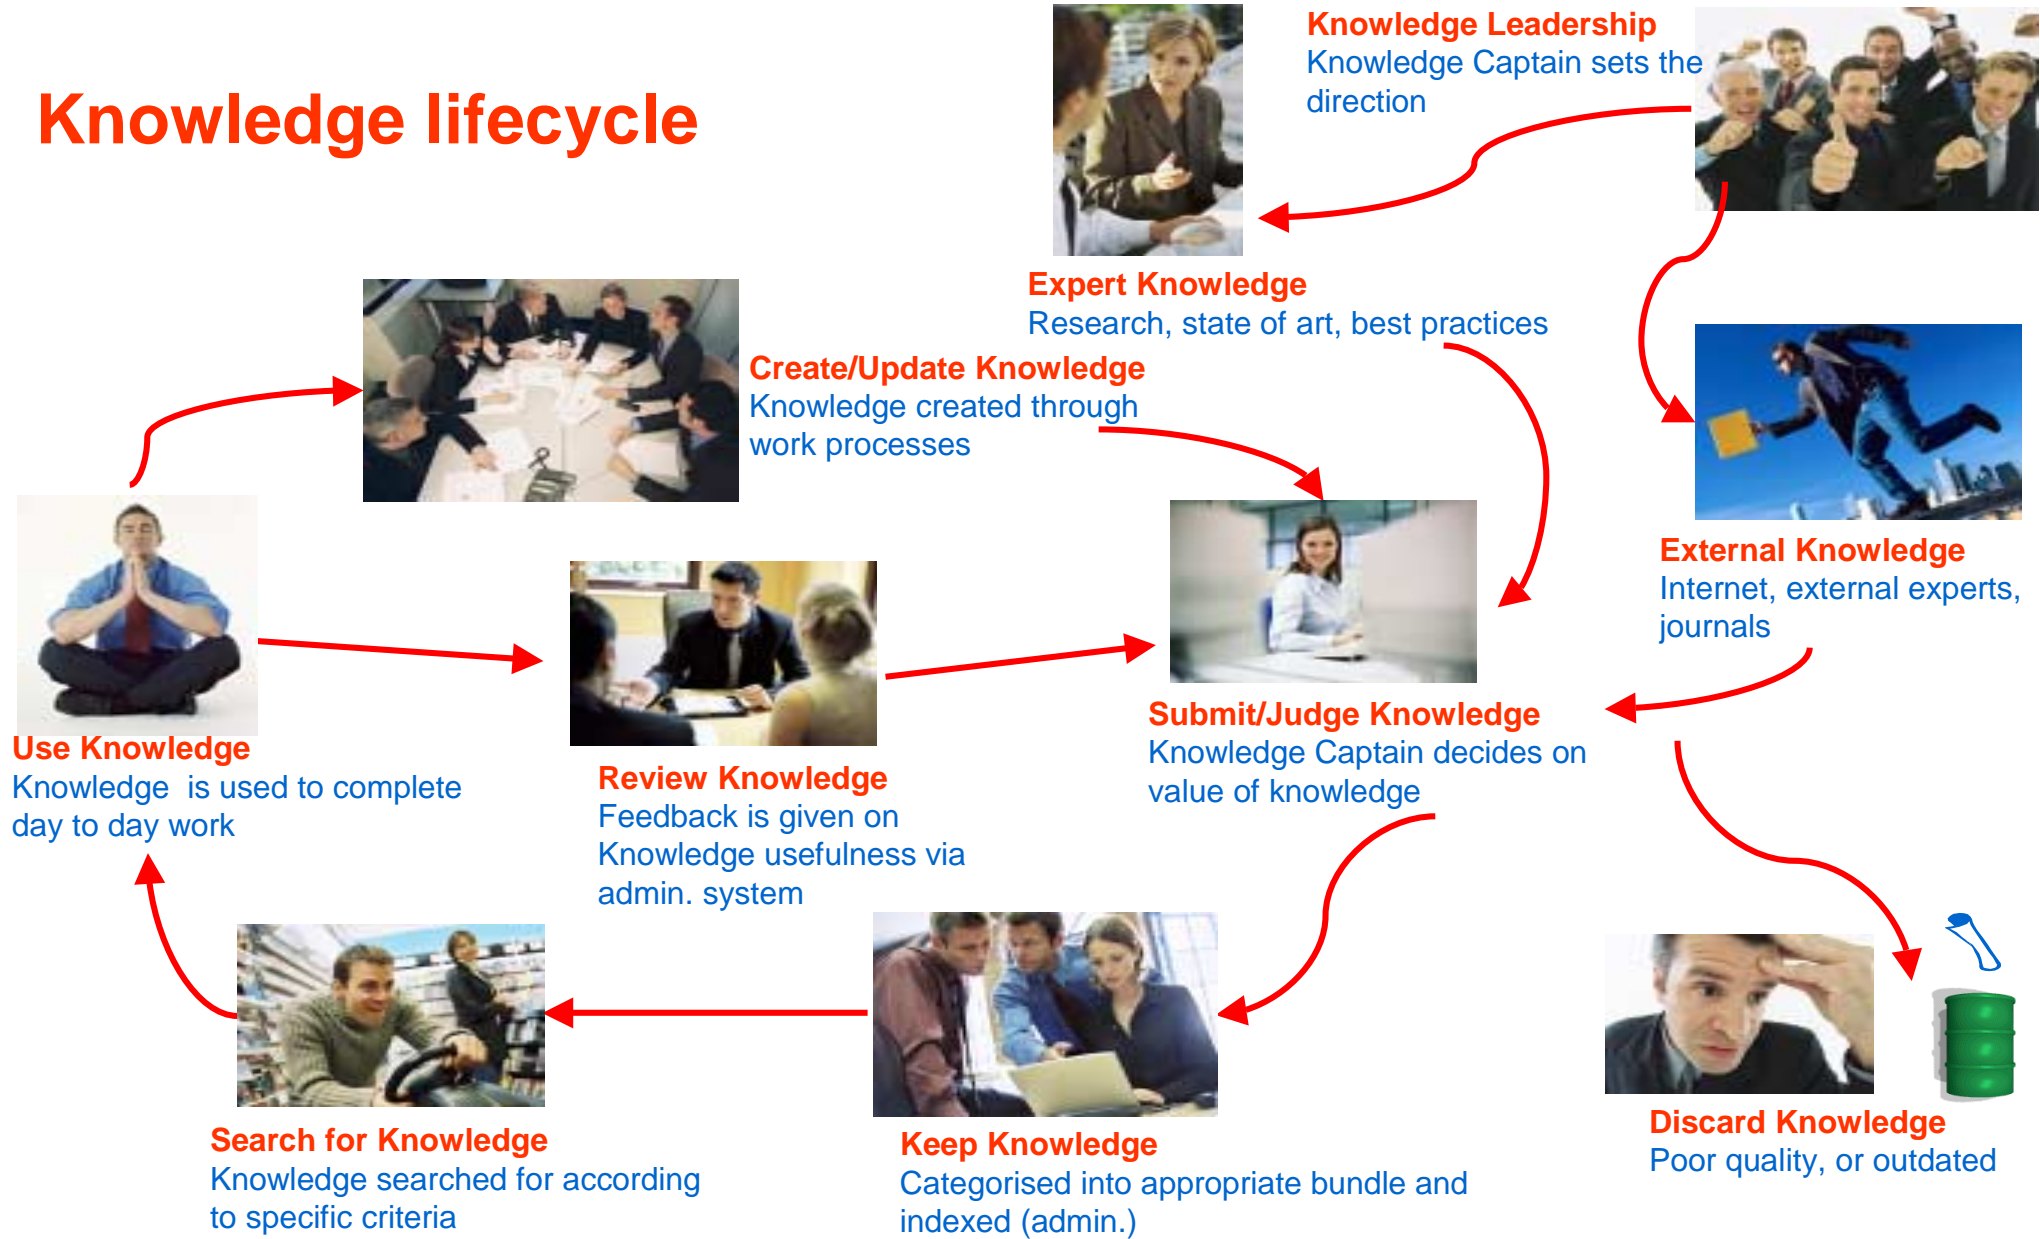 Knowledge lifecycle
Knowledge Leadership
Knowledge Captain sets the
direction
Expert Knowledge
Research, state of art, best practices
Create/Update Knowledge
Knowledge created through
work processes
External Knowledge
Internet, external experts,
journals
Use Knowledge
Knowledge  is used to complete
day to day work
Review Knowledge
Feedback is given on
Knowledge usefulness via
admin. system
Submit/Judge Knowledge
Knowledge Captain decides on
value of knowledge
Search for Knowledge
Knowledge searched for according
to specific criteria
Keep Knowledge
Categorised into appropriate bundle and
indexed (admin.)
Discard Knowledge
Poor quality, or outdated